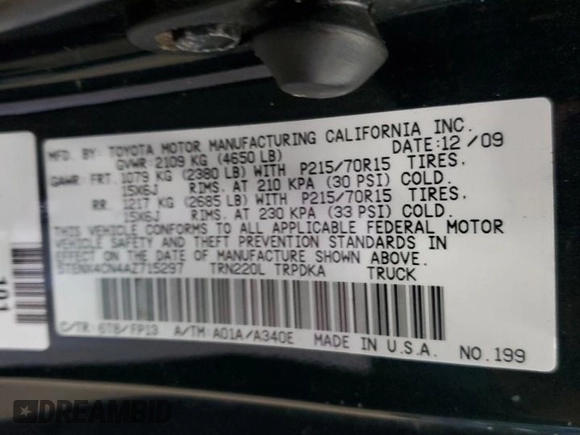 MFD. BY: TOYOTA MOTOR MANUFACTURING CALIFORNIA INC.
GVWR: 2109 KG (4650 LB) DATE: 12/09
GAWR: FRT. 1079 KG (2380 LB) P215/70R15 TIRES,
15X6J RIMS, AT 210 KPA (30 PSI) COLD.
RR. 1217 KG (2685 LB) P215/70R15 TIRES,
15X6J RIMS, AT 230 KPA (33 PSI) COLD.
THIS VEHICLE CONFORMS TO ALL APPLICABLE FEDERAL MOTOR
VEHICLE SAFETY AND THEFT PREVENTION STANDARDS IN
EFFECT ON THE DATE OF MANUFACTURE SHOWN ABOVE.
5TENX4CN4AZ715297 TRN220L TRPDKA TRUCK
C/TR: 6T8/FP13 A/TM: A01A/A340E MADE IN U.S.A. NO.199
101
DREAMBID